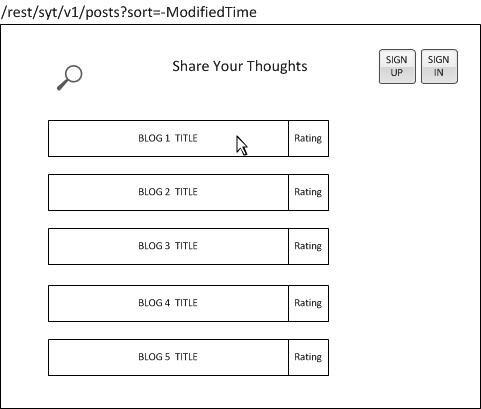 /rest/syt/v1/posts?sort=-ModifiedTime
Share Your Thoughts
SIGN
UP
SIGN
IN
BLOG 1 TITLE
Rating
BLOG 2 TITLE
Rating
BLOG 3 TITLE
Rating
BLOG 4 TITLE
Rating
BLOG 5 TITLE
Rating